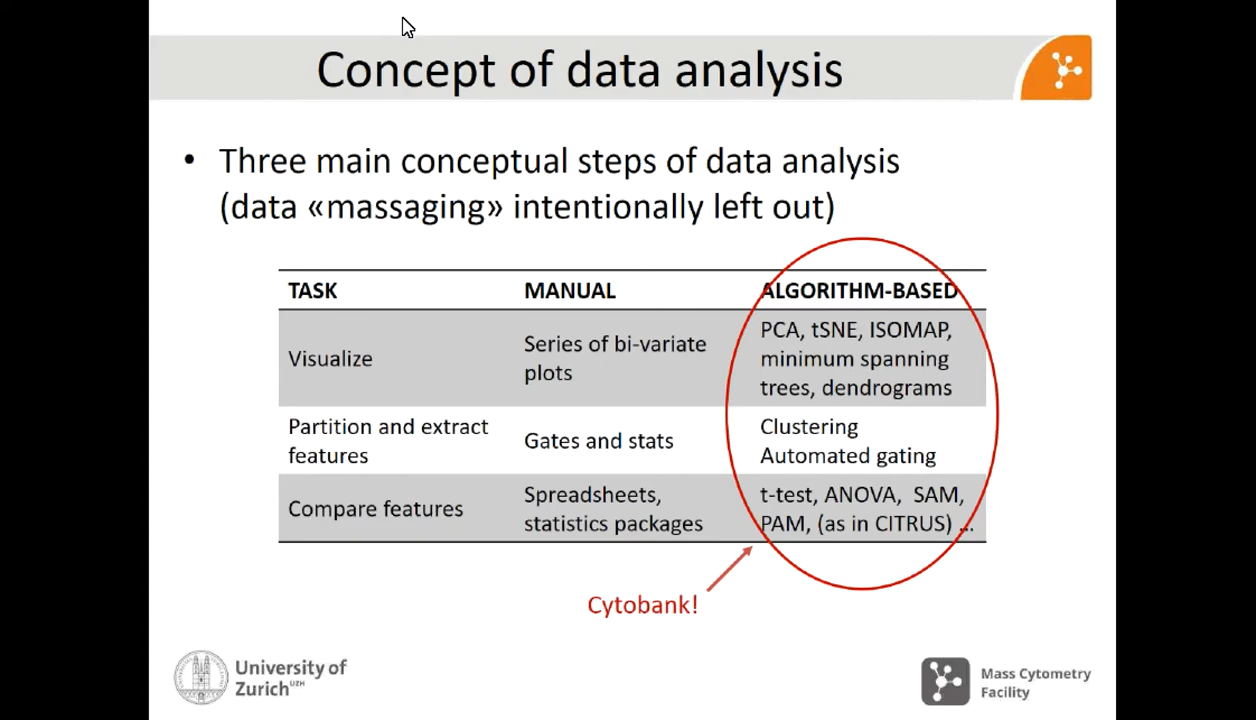 Concept of data analysis
• Three main conceptual steps of data analysis
(data «massaging» intentionally left out)
TASK MANUAL ALGORITHM-BASED
Visualize
Series of bi-variate
plots
PCA, tSNE, ISOMAP,
minimum spanning
trees, dendrograms
Partition and extract
features
Gates and stats
Clustering
Automated gating
Compare features
Spreadsheets,
statistics packages
t-test, ANOVA, SAM,
PAM, (as in CITRUS) ...
Cytobank!
University of
Zurich UZH
Mass Cytometry
Facility